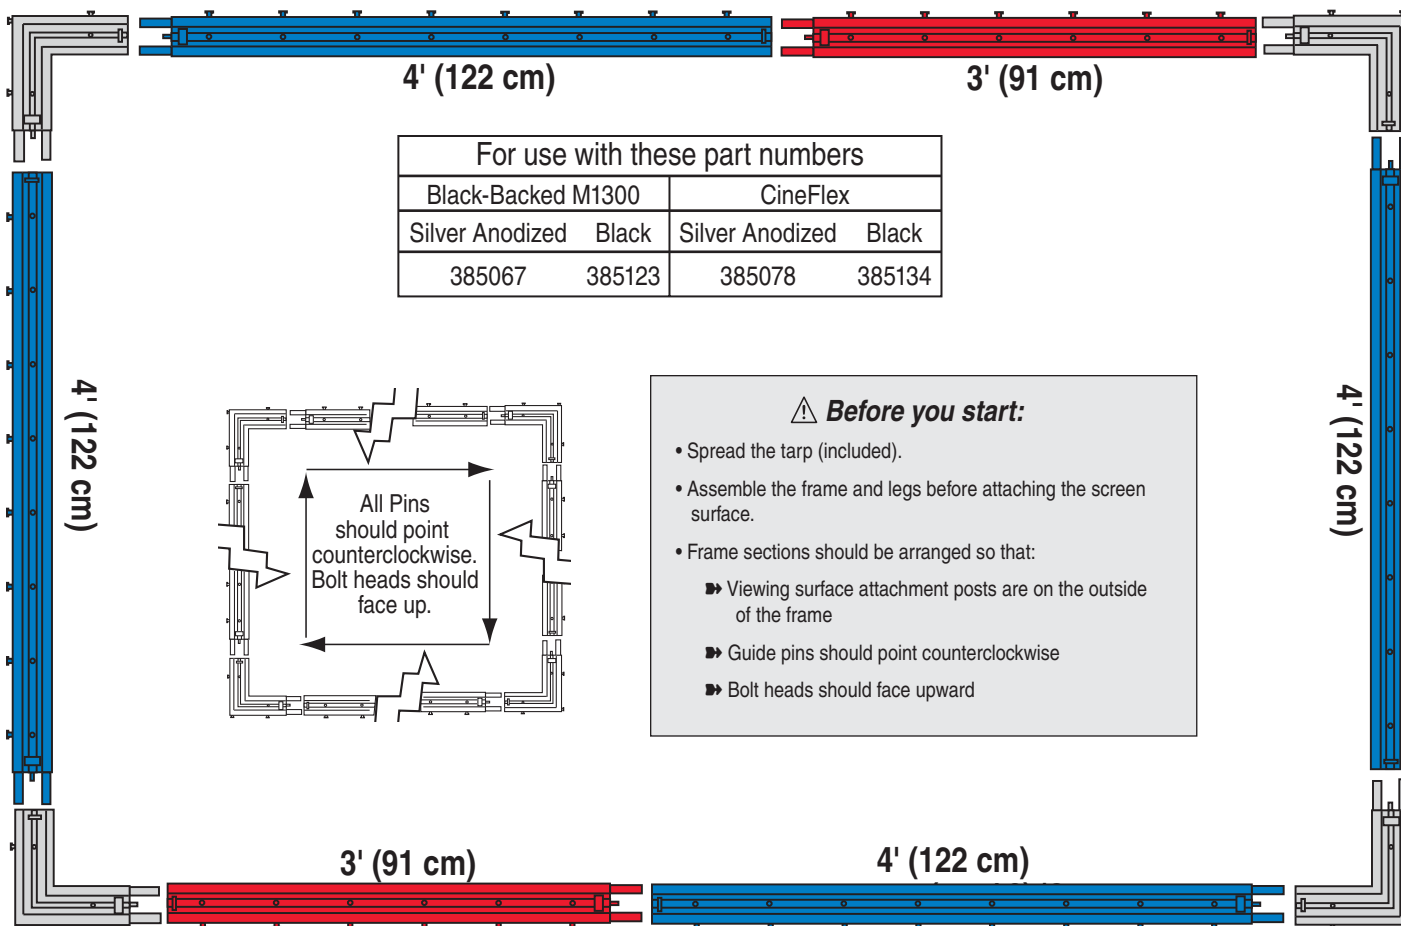 4' (122 cm)
3' (91 cm)
For use with these part numbers
Black-Backed M1300 CineFlex
Silver Anodized Black Silver Anodized Black
385067 385123 385078 385134
4' (122 cm)
4' (122 cm)
All Pins
should point
counterclockwise.
Bolt heads should
face up.
⚠ Before you start:
• Spread the tarp (included).
• Assemble the frame and legs before attaching the screen
surface.
• Frame sections should be arranged so that:
➽ Viewing surface attachment posts are on the outside
of the frame
➽ Guide pins should point counterclockwise
➽ Bolt heads should face upward
3' (91 cm)
4' (122 cm)